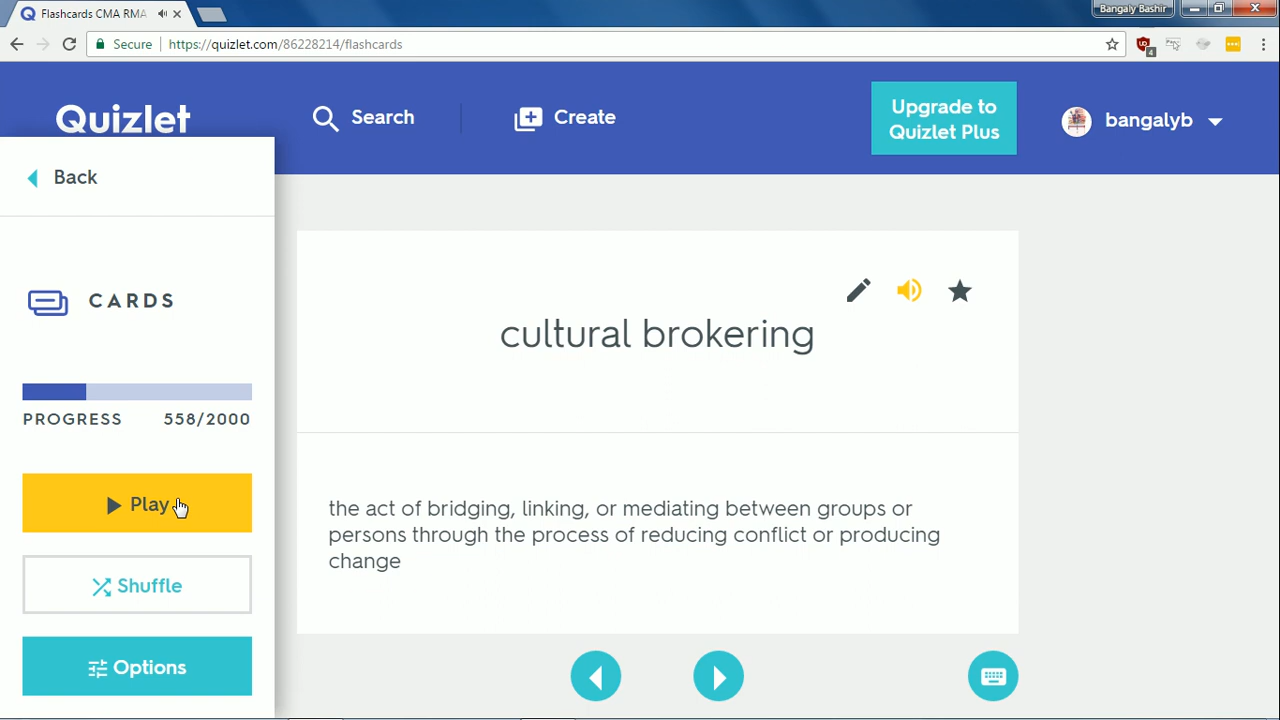 Flashcards CMA RMA
Bangaly Bashir
Secure
https://quizlet.com/86228214/flashcards
4
Quizlet
Search
Create
Upgrade to
Quizlet Plus
bangalyb
Back
CARDS
PROGRESS 558/2000
Play
Shuffle
Options
cultural brokering
the act of bridging, linking, or mediating between groups or
persons through the process of reducing conflict or producing
change